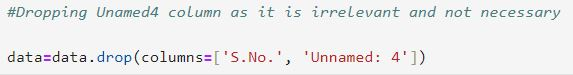 #Dropping Unamed4 column as it is irrelevant and not necessary
data=data.drop(columns=['S.No.', 'Unnamed: 4'])